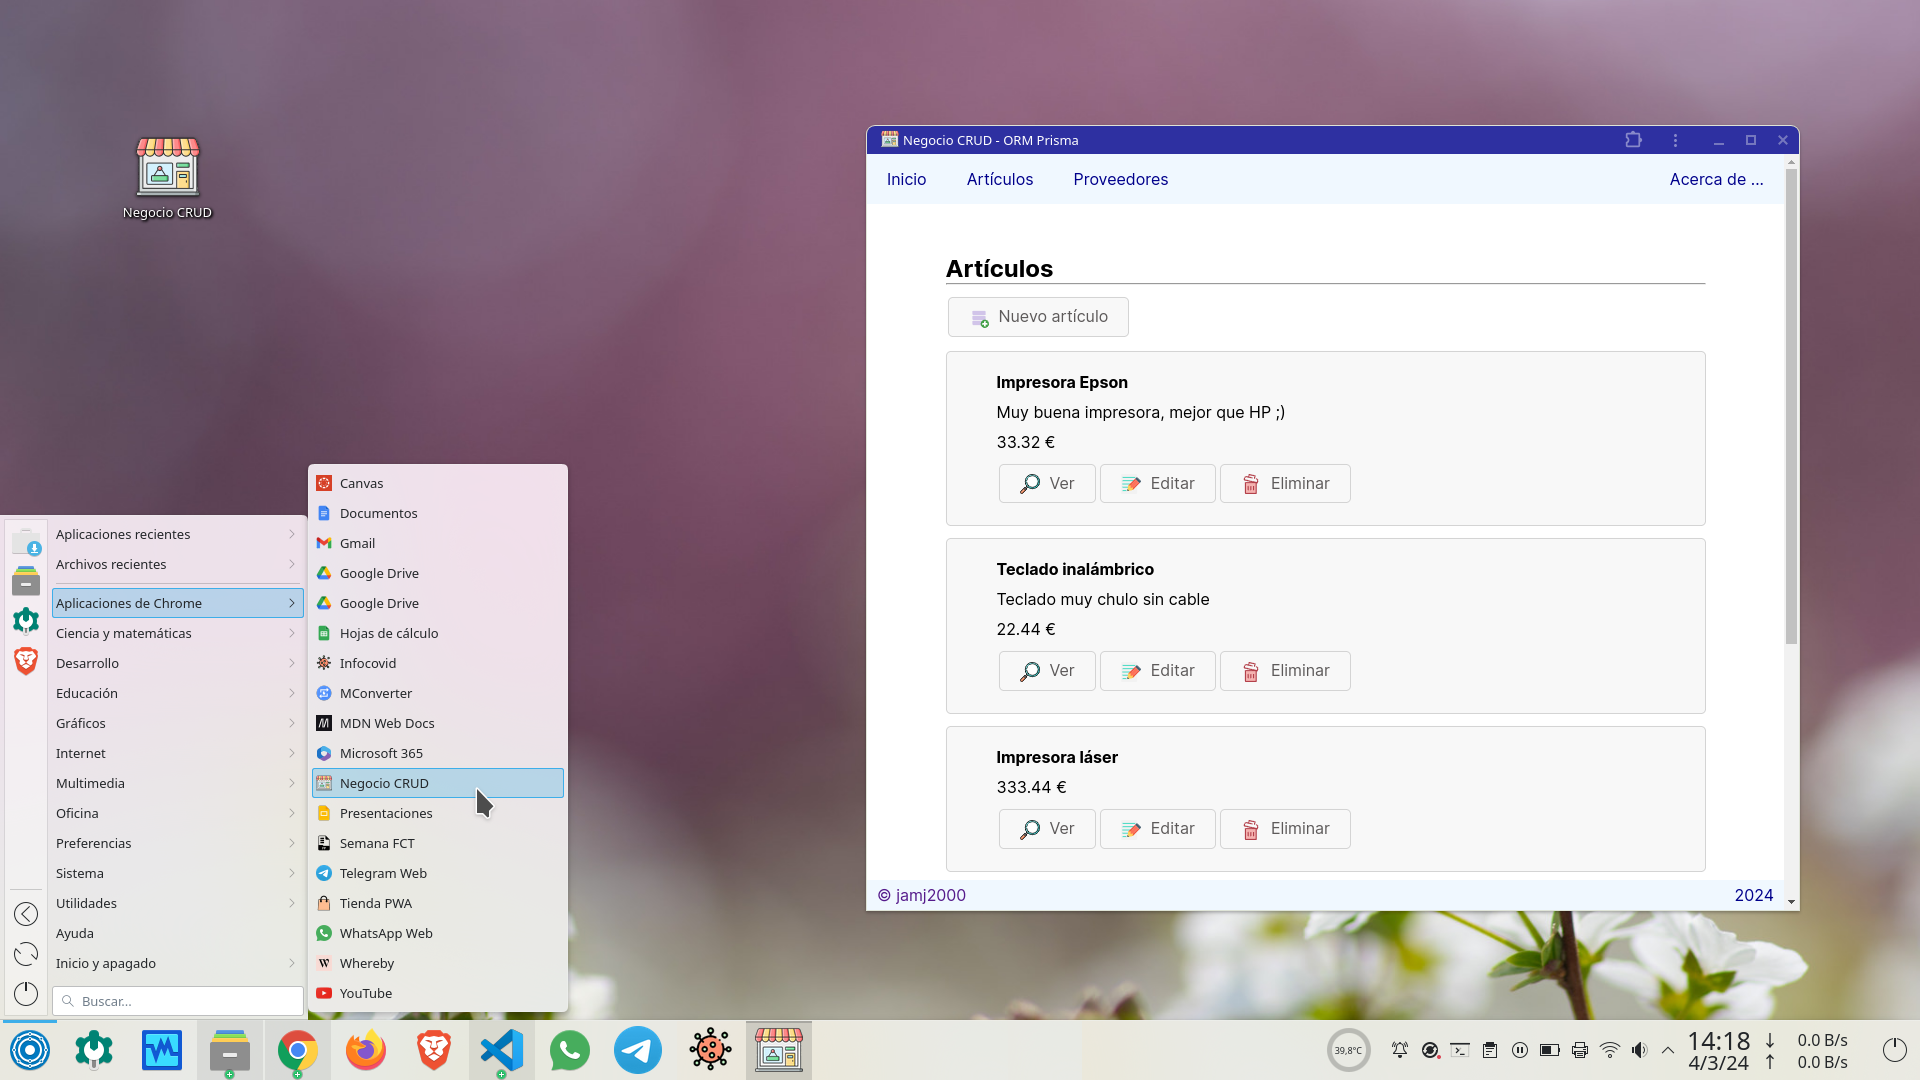 Negocio CRUD
Negocio CRUD - ORM Prisma
Inicio
Artículos
Proveedores
Acerca de ...
Artículos
Nuevo artículo
Impresora Epson
Muy buena impresora, mejor que HP ;)
33.32 €
Ver
Editar
Eliminar
Teclado inalámbrico
Teclado muy chulo sin cable
22.44 €
Ver
Editar
Eliminar
Impresora láser
333.44 €
Ver
Editar
Eliminar
© jamj2000
2024
Aplicaciones recientes
Archivos recientes
Aplicaciones de Chrome
Ciencia y matemáticas
Desarrollo
Educación
Gráficos
Internet
Multimedia
Oficina
Preferencias
Sistema
Utilidades
Ayuda
Inicio y apagado
Buscar...
Canvas
Documentos
Gmail
Google Drive
Google Drive
Hojas de cálculo
Infocovid
MConverter
MDN Web Docs
Microsoft 365
Negocio CRUD
Presentaciones
Semana FCT
Telegram Web
Tienda PWA
WhatsApp Web
Whereby
YouTube
39,8°C
14:18
4/3/24
0.0 B/s
0.0 B/s